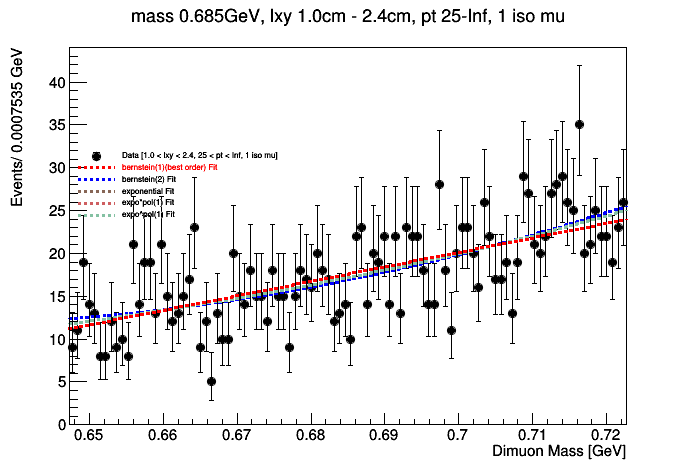 mass 0.685GeV, lxy 1.0cm - 2.4cm, pt 25-Inf, 1 iso mu
Events/ 0.0007535 GeV
40
35
30
25
20
15
10
5
0
Data [1.0 < lxy < 2.4, 25 < pt < Inf, 1 iso mu]
bernstein(1)(best order) Fit
bernstein(2) Fit
exponential Fit
expo*pol(1) Fit
expo*pol(1) Fit
0.65 0.66 0.67 0.68 0.69 0.7 0.71 0.72
Dimuon Mass [GeV]